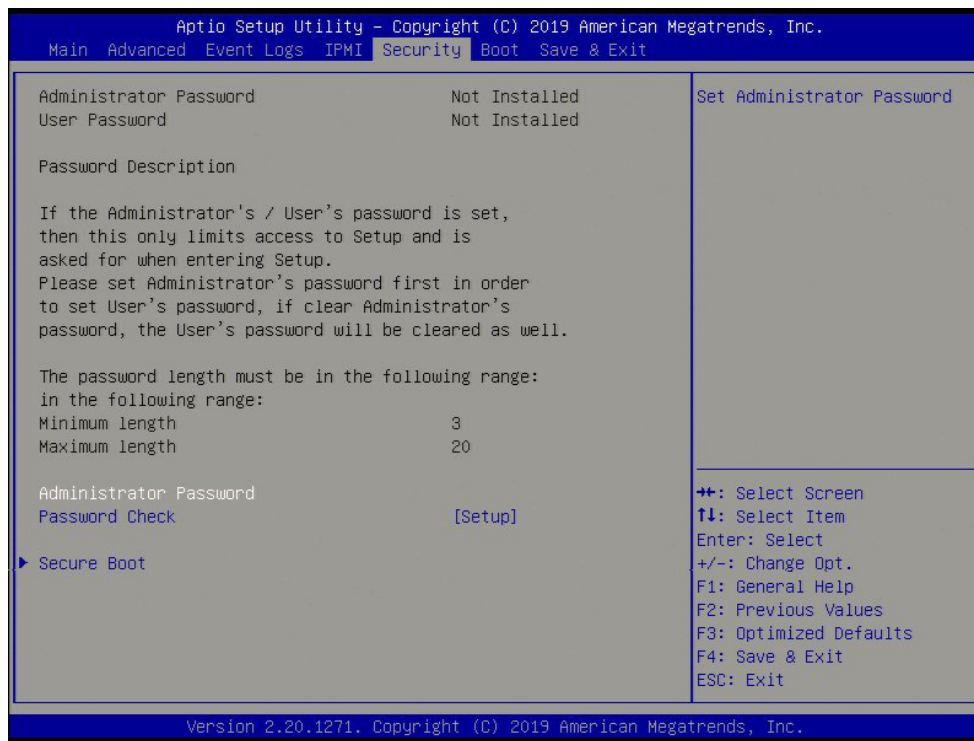 Aptio Setup Utility – Copyright (C) 2019 American Megatrends, Inc.
Main Advanced Event Logs IPMI Security Boot Save & Exit
Administrator Password Not Installed
User Password Not Installed
Password Description
If the Administrator's / User's password is set,
then this only limits access to Setup and is
asked for when entering Setup.
Please set Administrator's password first in order
to set User's password, if clear Administrator's
password, the User's password will be cleared as well.
The password length must be in the following range:
in the following range:
Minimum length 3
Maximum length 20
Administrator Password
Password Check [Setup]
Secure Boot
Set Administrator Password
→←: Select Screen
↑↓: Select Item
Enter: Select
+/-: Change Opt.
F1: General Help
F2: Previous Values
F3: Optimized Defaults
F4: Save & Exit
ESC: Exit
Version 2.20.1271. Copyright (C) 2019 American Megatrends, Inc.